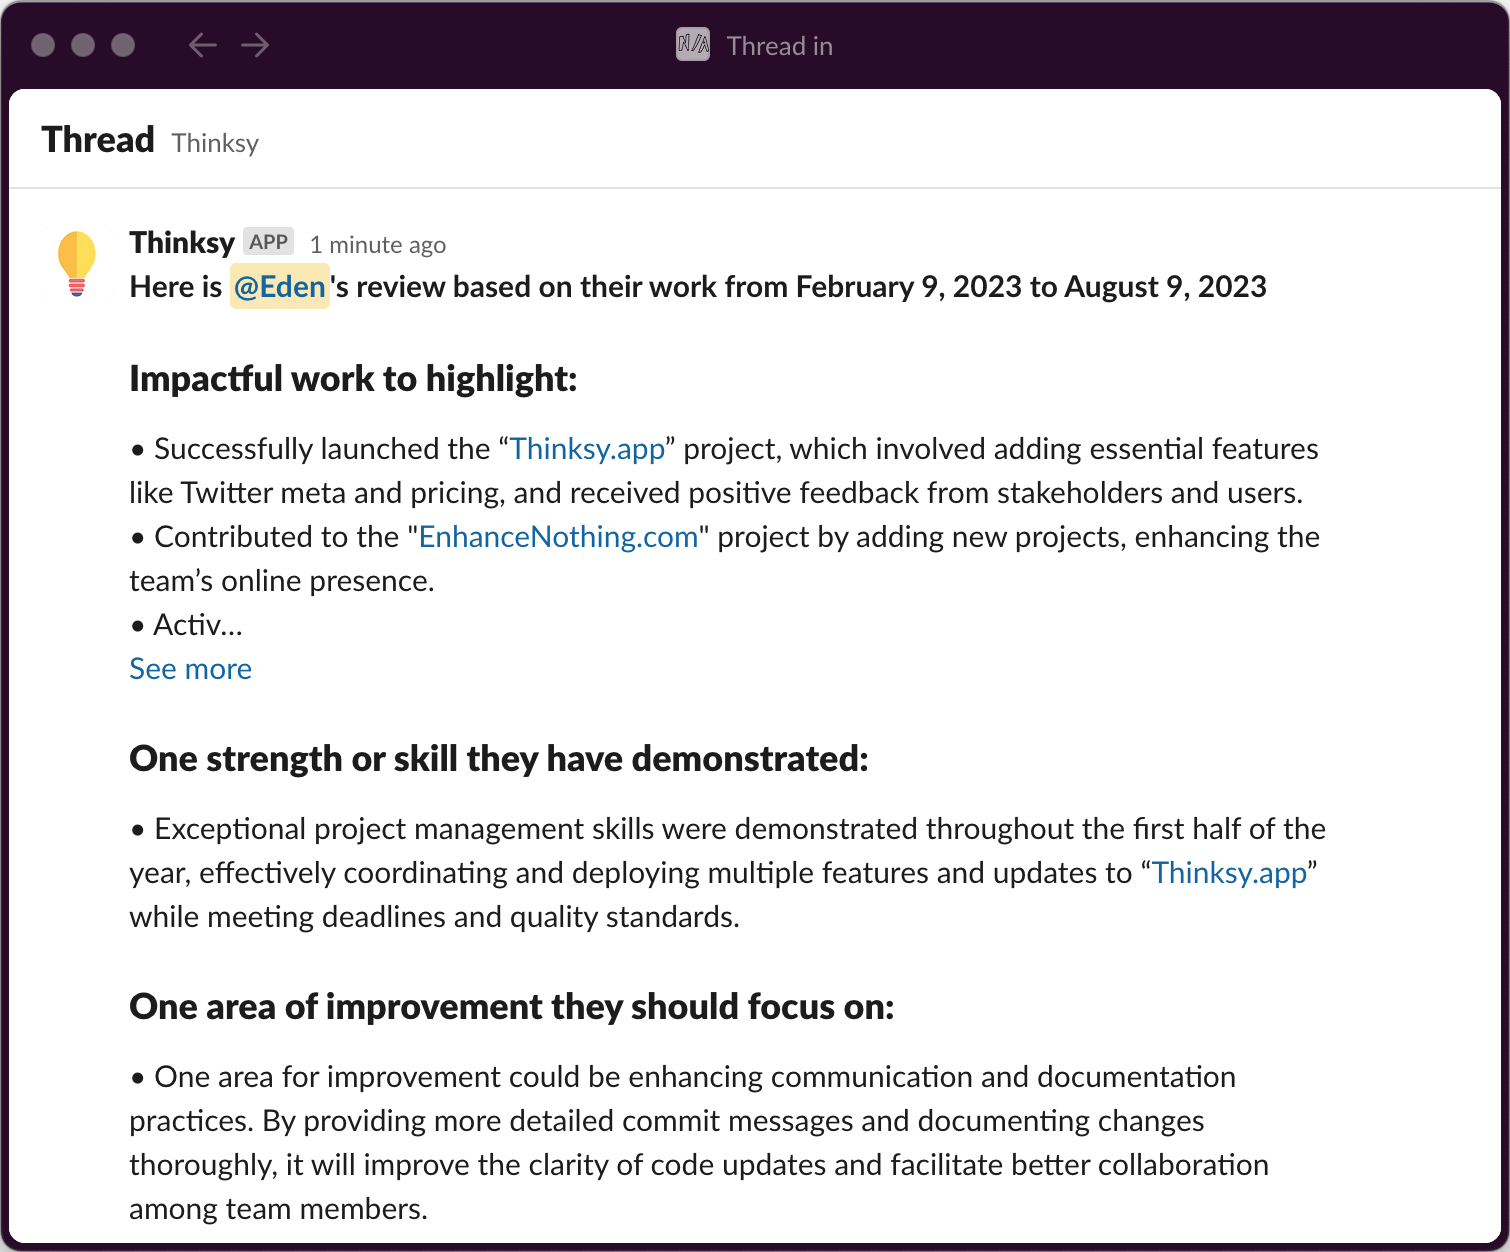 N/A Thread in
Thread Thinksy
Thinksy APP 1 minute ago
Here is @Eden's review based on their work from February 9, 2023 to August 9, 2023
Impactful work to highlight:
• Successfully launched the “Thinksy.app” project, which involved adding essential features
like Twitter meta and pricing, and received positive feedback from stakeholders and users.
• Contributed to the "EnhanceNothing.com" project by adding new projects, enhancing the
team’s online presence.
• Activ...
See more
One strength or skill they have demonstrated:
• Exceptional project management skills were demonstrated throughout the first half of the
year, effectively coordinating and deploying multiple features and updates to “Thinksy.app”
while meeting deadlines and quality standards.
One area of improvement they should focus on:
• One area for improvement could be enhancing communication and documentation
practices. By providing more detailed commit messages and documenting changes
thoroughly, it will improve the clarity of code updates and facilitate better collaboration
among team members.